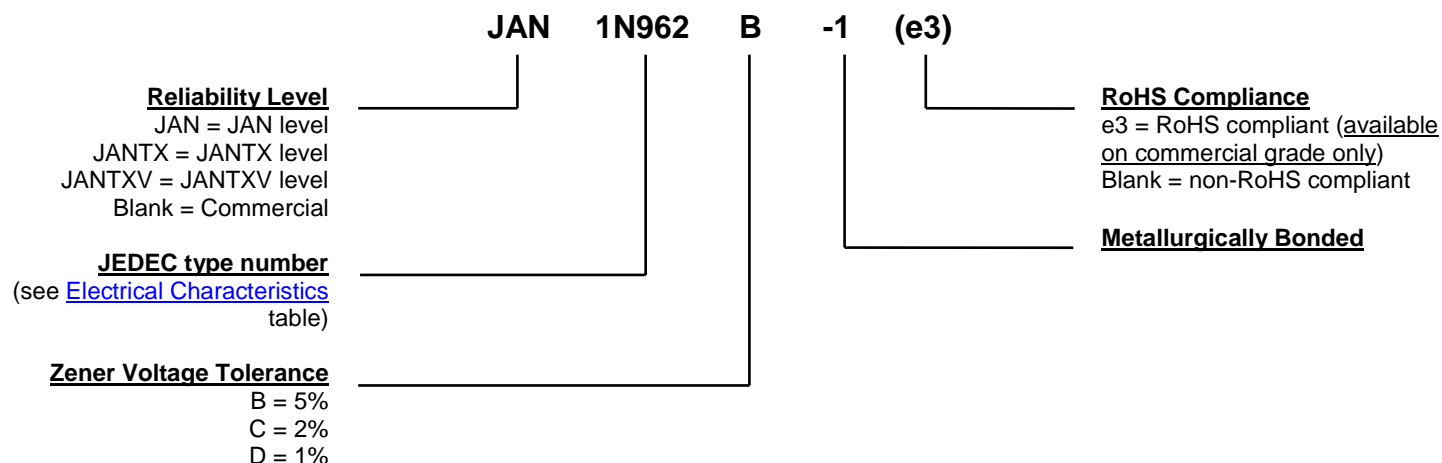 JAN 1N962 B -1 (e3)
Reliability Level
JAN = JAN level
JANTX = JANTX level
JANTXV = JANTXV level
Blank = Commercial
JEDEC type number
(see Electrical Characteristics
table)
Zener Voltage Tolerance
B = 5%
C = 2%
D = 1%
RoHS Compliance
e3 = RoHS compliant (available
on commercial grade only)
Blank = non-RoHS compliant
Metallurgically Bonded